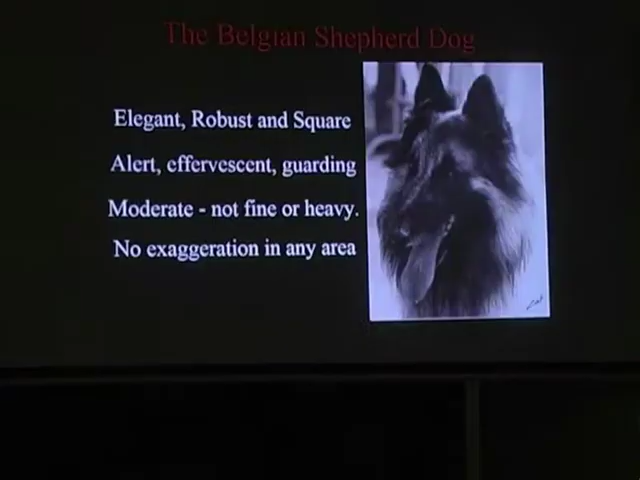 The Belgian Shepherd Dog
Elegant, Robust and Square
Alert, effervescent, guarding
Moderate - not fine or heavy.
No exaggeration in any area